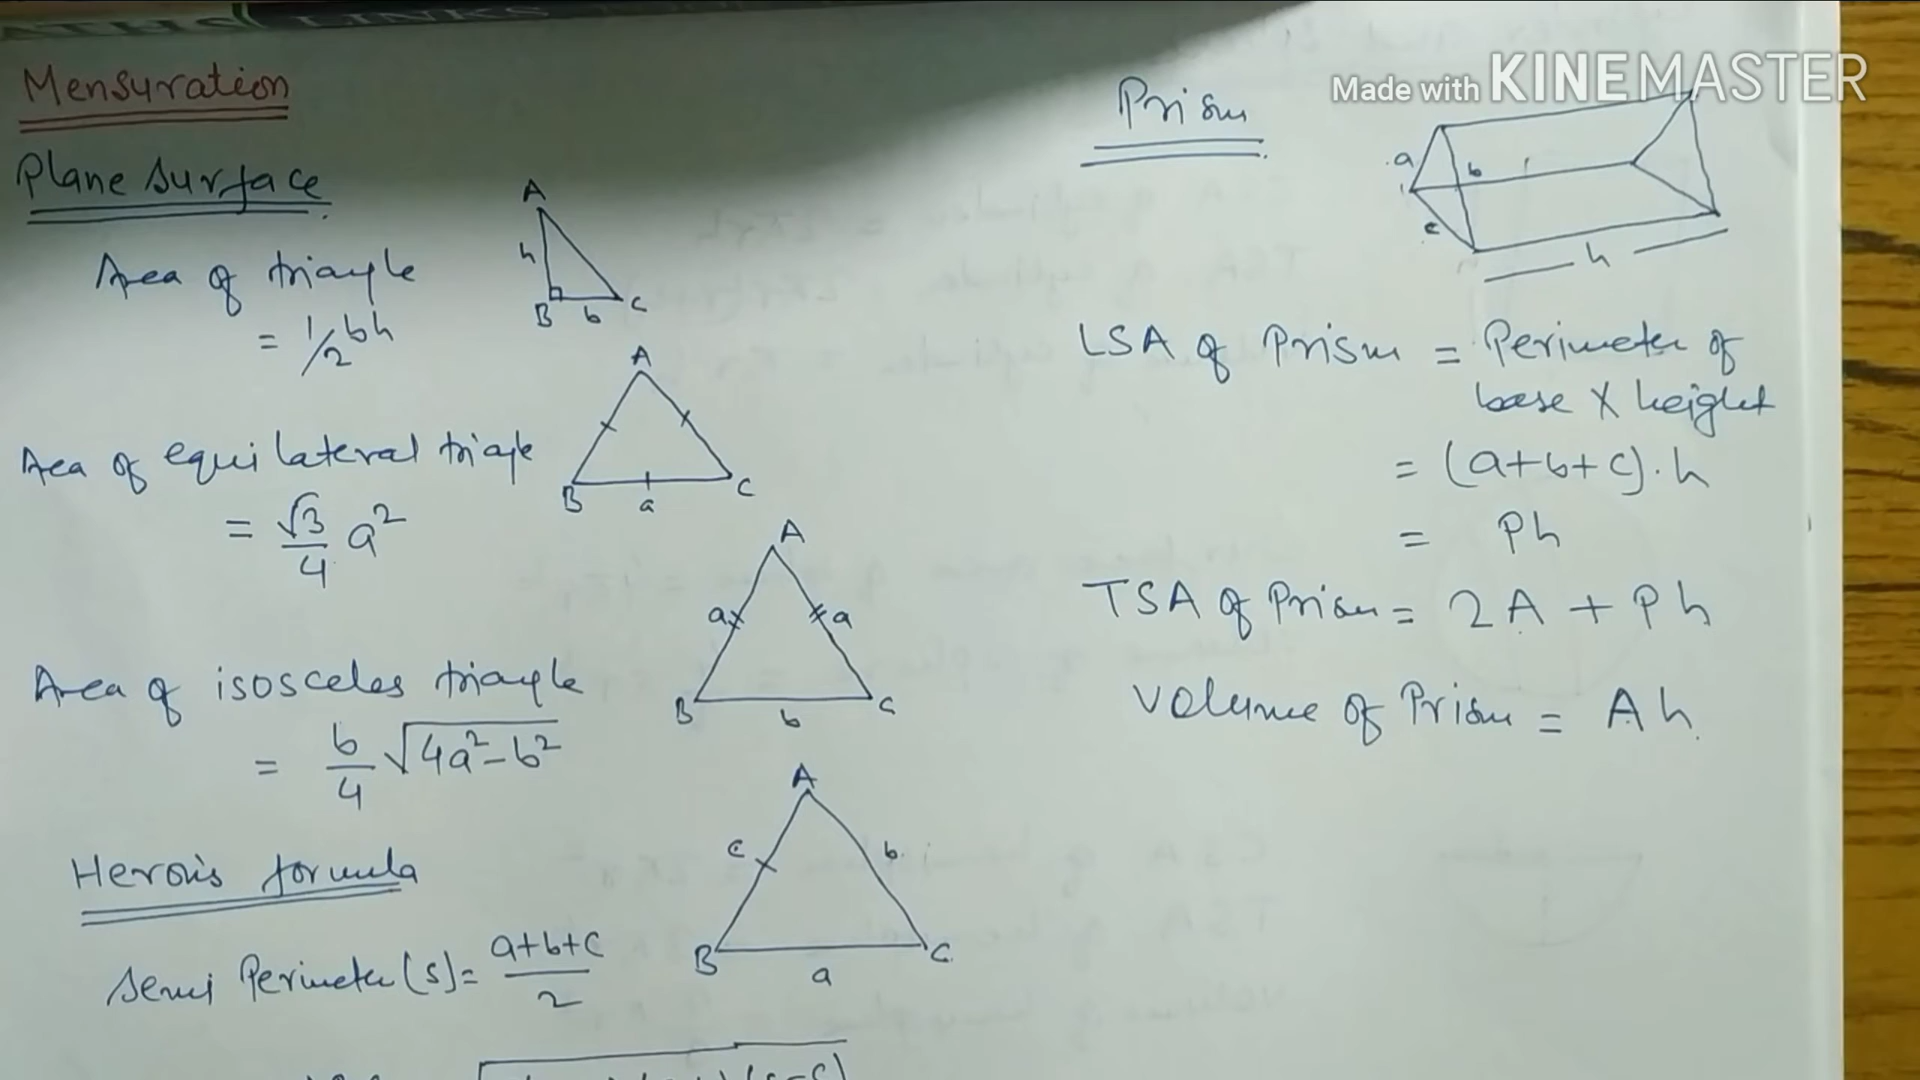 LINKS
Mensuration
Plane surface
Area of triangle
= 1/2 bh
A
h
B b C
Area of equilateral triangle
= √3/4 a²
A
B a C
Area of isosceles triangle
= b/4 √4a²-b²
A
a a
B b C
Heron's formula
Semi Perimeter (s) = a+b+c/2
A
c b
B a C
Made with KINEMASTER
Prism
a b
c
h
LSA of Prism = Perimeter of
base X height
= (a+b+c).h
= Ph
TSA of Prism = 2A + Ph
Volume of Prism = Ah